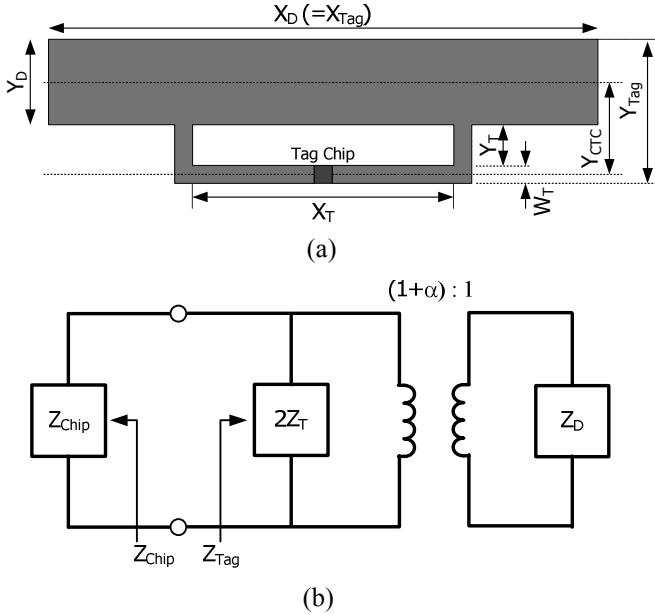 X_D (=X_Tag)
Y_D
Y_Tag
Y_CTC
Y_T
Tag Chip
W_T
X_T
(a)
(1+α) : 1
Z_Chip
2Z_T
Z_D
Z_Chip
Z_Tag
(b)